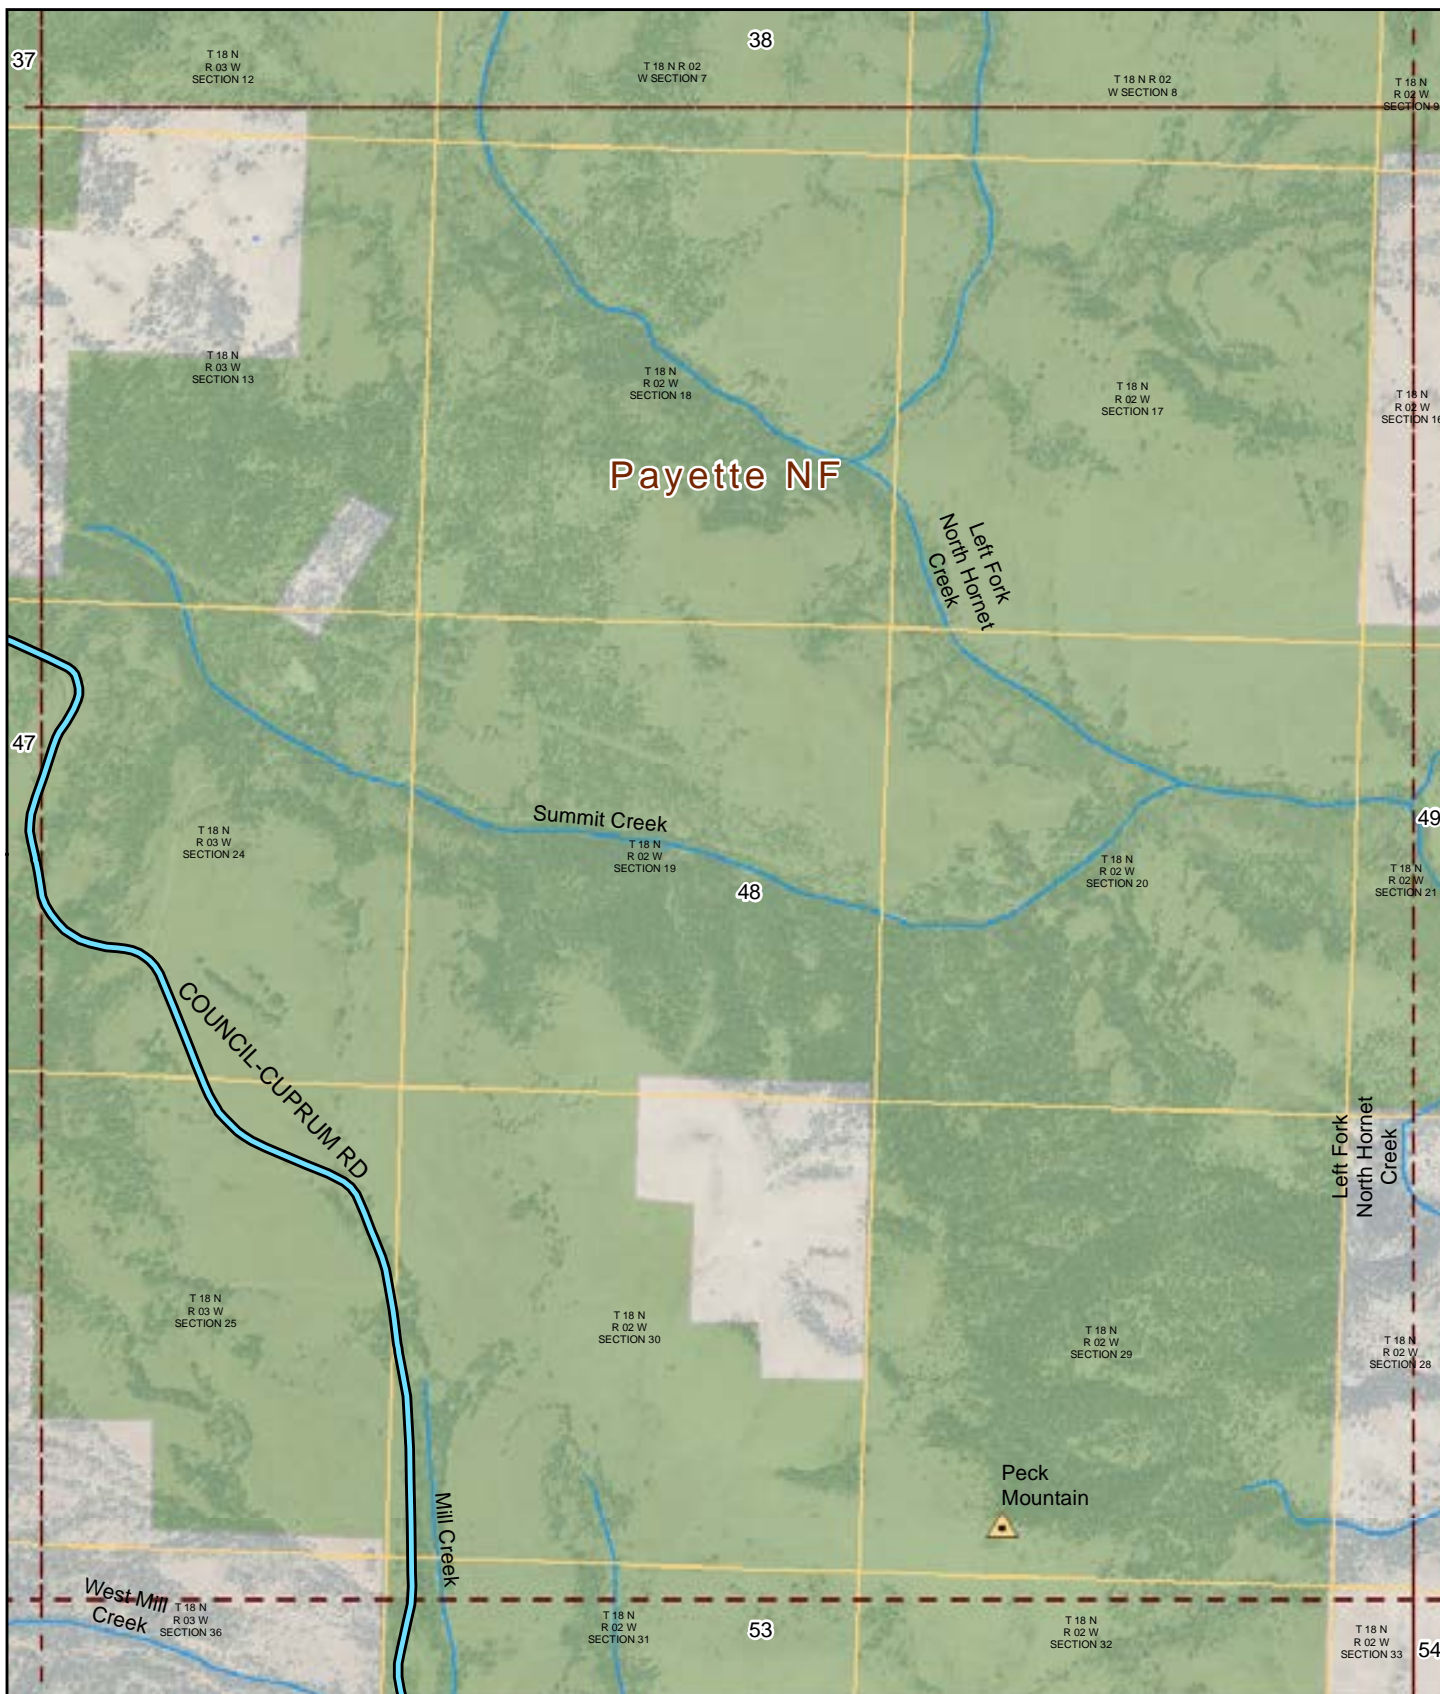 37
38
T 18 N
R 03 W
SECTION 12
T 18 N R 02
W SECTION 7
T 18 N R 02
W SECTION 8
T 18 N
R 02 W
SECTION 9
T 18 N
R 03 W
SECTION 13
T 18 N
R 02 W
SECTION 18
T 18 N
R 02 W
SECTION 17
T 18 N
R 02 W
SECTION 16
Payette NF
Left Fork
North Hornet
Creek
47
Summit Creek
T 18 N
R 03 W
SECTION 24
T 18 N
R 02 W
SECTION 19
48
T 18 N
R 02 W
SECTION 20
49
T 18 N
R 02 W
SECTION 21
COUNCIL-CUPRUM RD
Left Fork
North Hornet
Creek
T 18 N
R 03 W
SECTION 25
T 18 N
R 02 W
SECTION 30
T 18 N
R 02 W
SECTION 29
T 18 N
R 02 W
SECTION 28
Peck
Mountain
Mill Creek
West Mill
Creek
T 18 N
R 03 W
SECTION 36
T 18 N
R 02 W
SECTION 31
53
T 18 N
R 02 W
SECTION 32
T 18 N
R 02 W
SECTION 33
54